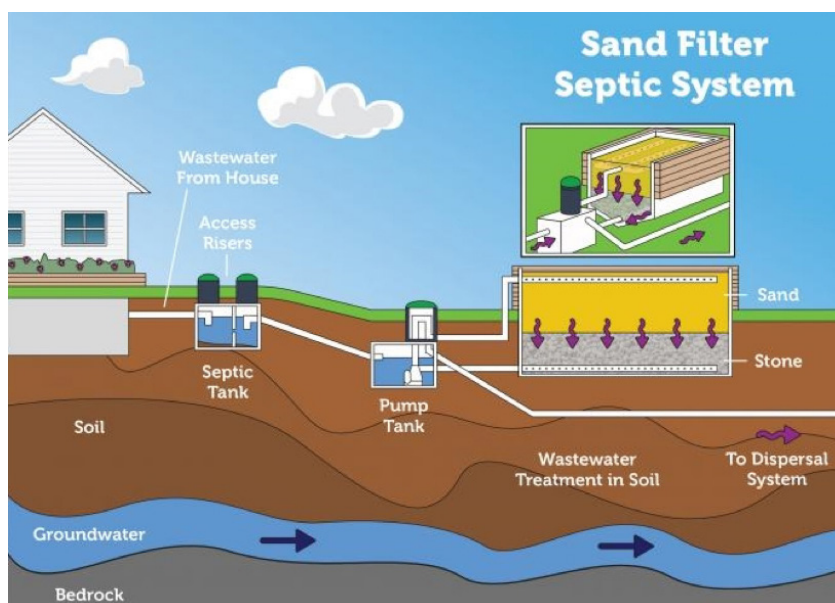 Sand Filter
Septic System
Wastewater
From House
Access
Risers
Sand
Stone
Septic
Tank
Pump
Tank
Soil
Wastewater
Treatment in Soil
To Dispersal
System
Groundwater
Bedrock